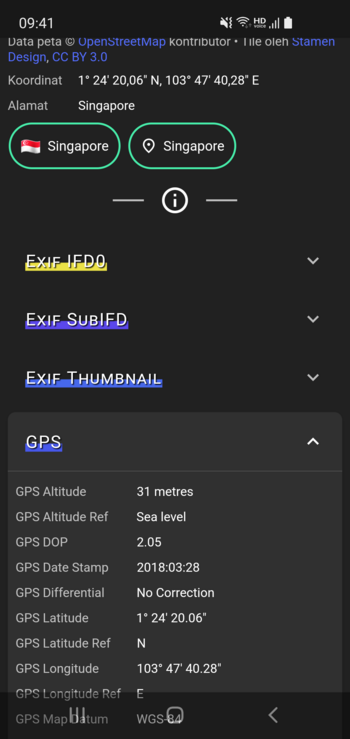 09:41
HD
VOICE
Data peta © OpenStreetMap kontributor • Tile oleh Stamen
Design, CC BY 3.0
Koordinat 1° 24′ 20,06″ N, 103° 47′ 40,28″ E
Alamat Singapore
Singapore Singapore
Exif IFD0
Exif SubIFD
Exif Thumbnail
GPS
GPS Altitude 31 metres
GPS Altitude Ref Sea level
GPS DOP 2.05
GPS Date Stamp 2018:03:28
GPS Differential No Correction
GPS Latitude 1° 24' 20.06"
GPS Latitude Ref N
GPS Longitude 103° 47' 40.28"
GPS Longitude Ref E
GPS Map Datum WGS-84